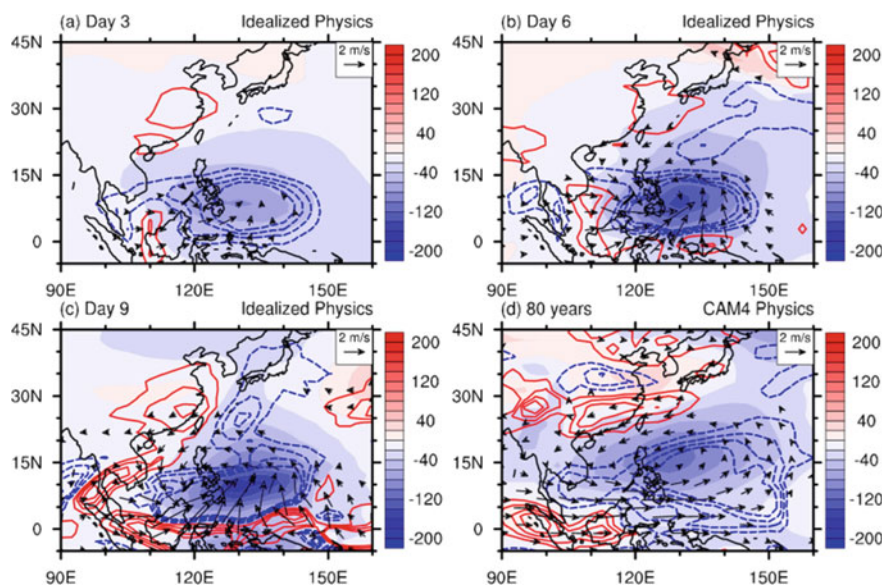 (a) Day 3 Idealized Physics
2 m/s
45N
30N
15N
0
90E 120E 150E
200
120
40
-40
-120
-200
(b) Day 6 Idealized Physics
2 m/s
45N
30N
15N
0
90E 120E 150E
200
120
40
-40
-120
-200
(c) Day 9 Idealized Physics
2 m/s
45N
30N
15N
0
90E 120E 150E
200
120
40
-40
-120
-200
(d) 80 years CAM4 Physics
2 m/s
45N
30N
15N
0
90E 120E 150E
200
120
40
-40
-120
-200